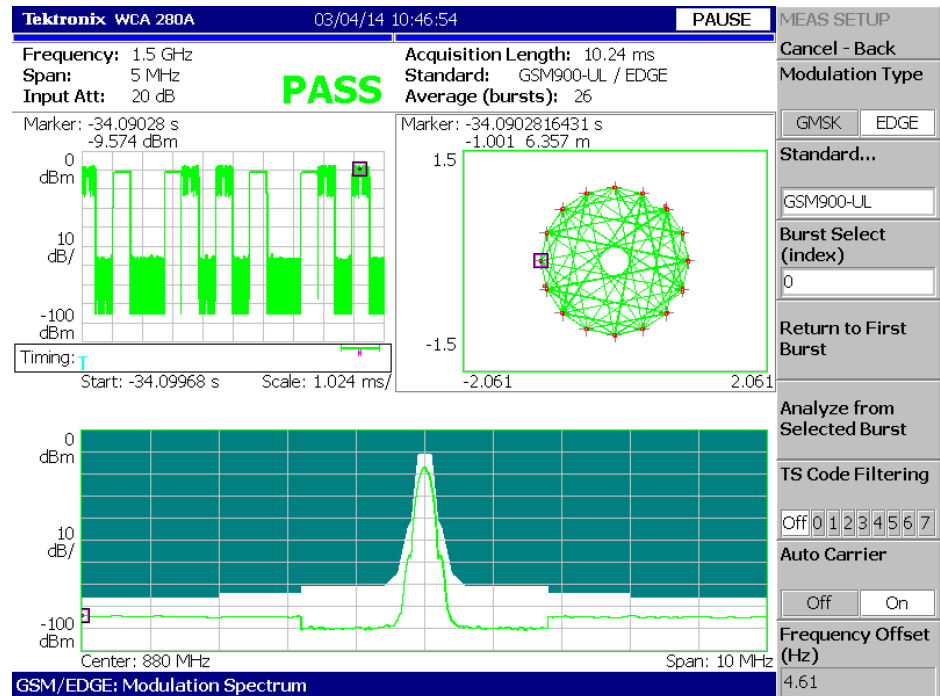 Tektronix WCA 280A 03/04/14 10:46:54 PAUSE
Frequency: 1.5 GHz
Span: 5 MHz
Input Att: 20 dB
PASS
Acquisition Length: 10.24 ms
Standard: GSM900-UL / EDGE
Average (bursts): 26
Marker: -34.09028 s
-9.574 dBm
0
dBm
10
dB/
-100
dBm
Timing: T
Start: -34.09968 s Scale: 1.024 ms/
Marker: -34.0902816431 s
-1.001 6.357 m
1.5
-1.5
-2.061 2.061
0
dBm
10
dB/
-100
dBm
Center: 880 MHz Span: 10 MHz
GSM/EDGE: Modulation Spectrum
MEAS SETUP
Cancel - Back
Modulation Type
GMSK EDGE
Standard...
GSM900-UL
Burst Select
(index)
0
Return to First
Burst
Analyze from
Selected Burst
TS Code Filtering
Off 0 1 2 3 4 5 6 7
Auto Carrier
Off On
Frequency Offset
(Hz)
4.61